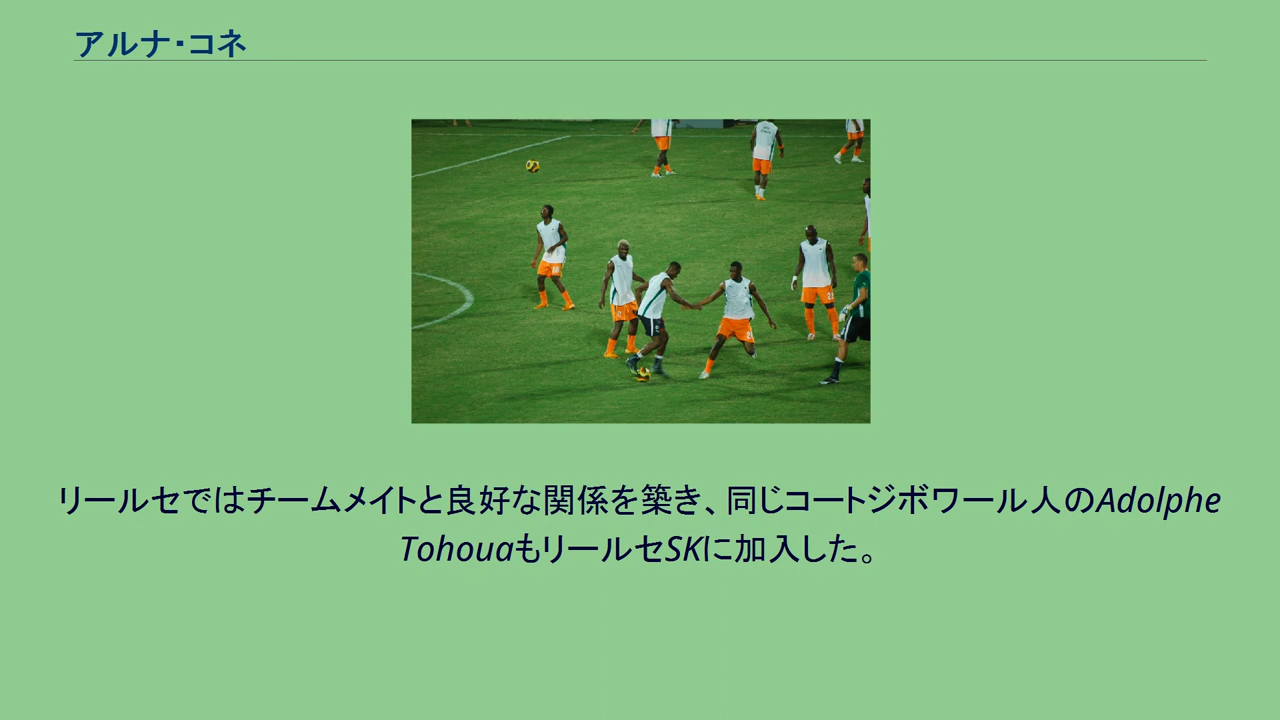 アルナ・コネ
リールセではチームメイトと良好な関係を築き、同じコートジボワール人のAdolphe
TohouaもリールセSKに加入した。